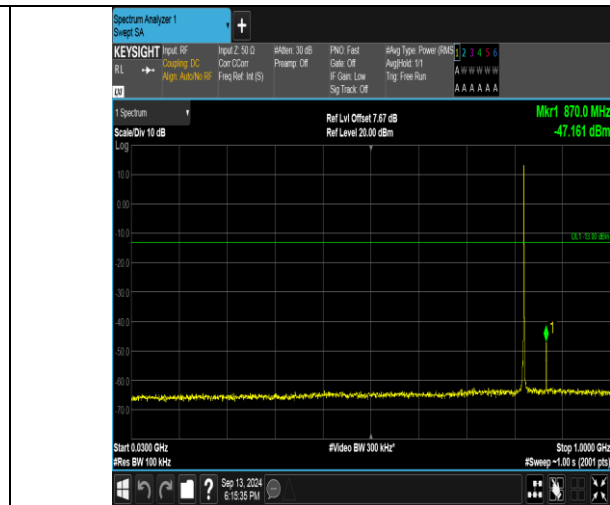 Spectrum Analyzer 1
Swept SA
+
KEYSIGHT Input: RF Input Z: 50 Ω #Atten: 30 dB PNO: Fast #Avg Type: Power (RMS 1 2 3 4 5 6
RL Coupling: DC Corr CCorr Preamp: Off Gate: Off Avg|Hold: 1/1 A W W W W W
Align: Auto/No RF Freq Ref: Int (S) IF Gain: Low Trig: Free Run
Sig Track: Off A A A A A A
1 Spectrum Ref Lvl Offset 7.67 dB Mkr1 870.0 MHz
Scale/Div 10 dB Ref Level 20.00 dBm -47.161 dBm
Log
10.0
0.00
-10.0
DL1 -13.00 dBm
-20.0
-30.0
-40.0
1
-50.0
-60.0
-70.0
Start 0.0300 GHz #Video BW 300 kHz* Stop 1.0000 GHz
#Res BW 100 kHz #Sweep ~1.00 s (2001 pts)
? Sep 13, 2024
6:15:35 PM